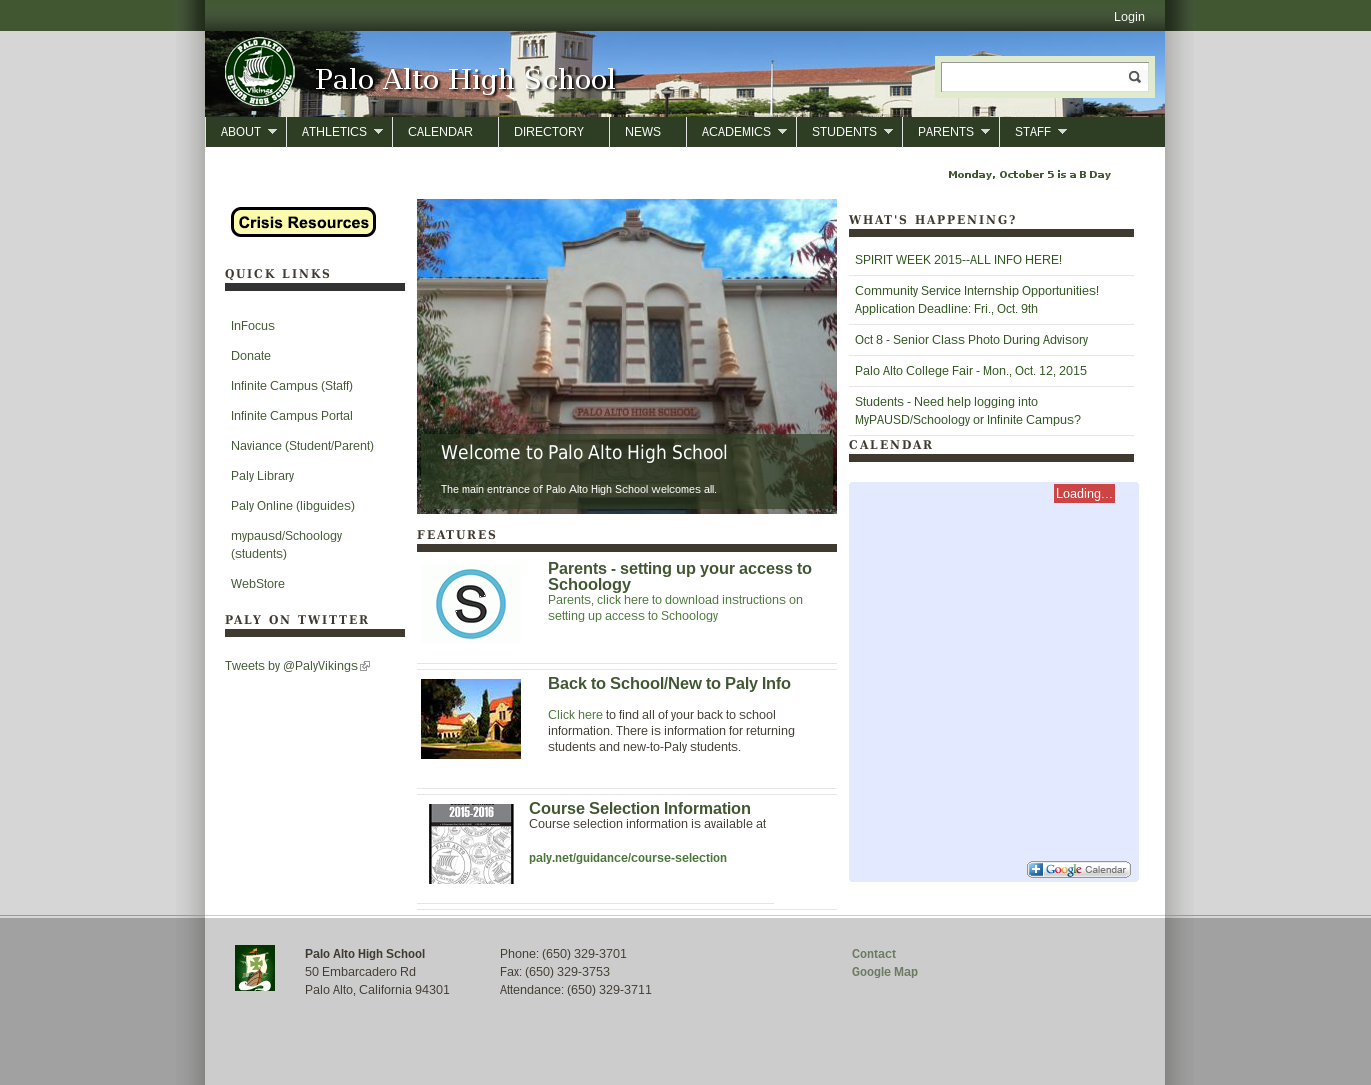 Login
PALO ALTO
Vikings
SENIOR HIGH SCHOOL
Palo Alto High School
ABOUT
ATHLETICS
CALENDAR
DIRECTORY
NEWS
ACADEMICS
STUDENTS
PARENTS
STAFF
Monday, October 5 is a B Day
Crisis Resources
QUICK LINKS
InFocus
Donate
Infinite Campus (Staff)
Infinite Campus Portal
Naviance (Student/Parent)
Paly Library
Paly Online (libguides)
mypausd/Schoology
(students)
WebStore
PALY ON TWITTER
Tweets by @PalyVikings
PALO ALTO HIGH SCHOOL
Welcome to Palo Alto High School
The main entrance of Palo Alto High School welcomes all.
FEATURES
S
Parents - setting up your access to
Schoology
Parents, click here to download instructions on
setting up access to Schoology
Back to School/New to Paly Info
Click here to find all of your back to school
information. There is information for returning
students and new-to-Paly students.
2015-2016
Course Selection Information
Course selection information is available at
paly.net/guidance/course-selection
WHAT'S HAPPENING?
SPIRIT WEEK 2015--ALL INFO HERE!
Community Service Internship Opportunities!
Application Deadline: Fri., Oct. 9th
Oct 8 - Senior Class Photo During Advisory
Palo Alto College Fair - Mon., Oct. 12, 2015
Students - Need help logging into
MyPAUSD/Schoology or Infinite Campus?
CALENDAR
Loading...
Google Calendar
Palo Alto High School
50 Embarcadero Rd
Palo Alto, California 94301
Phone: (650) 329-3701
Fax: (650) 329-3753
Attendance: (650) 329-3711
Contact
Google Map